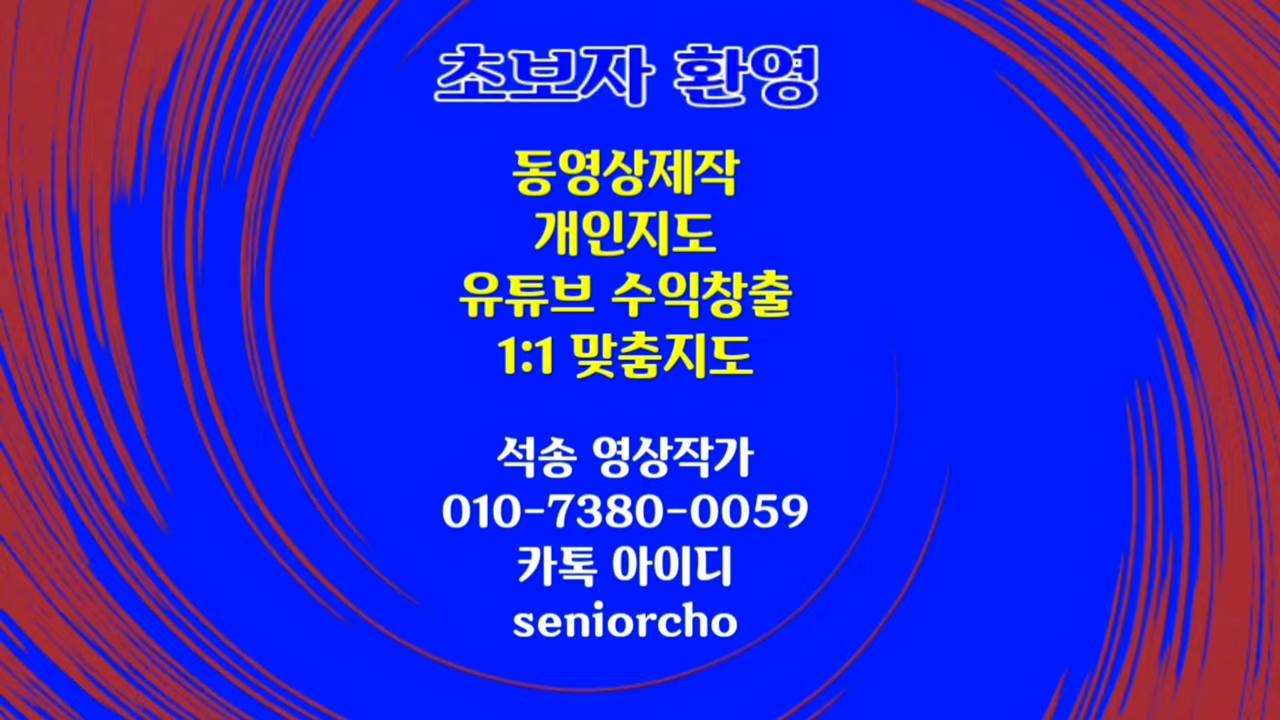 초보자 환영
동영상제작
개인지도
유튜브 수익창출
1:1 맞춤지도
석송 영상작가
010-7380-0059
카톡 아이디
seniorcho